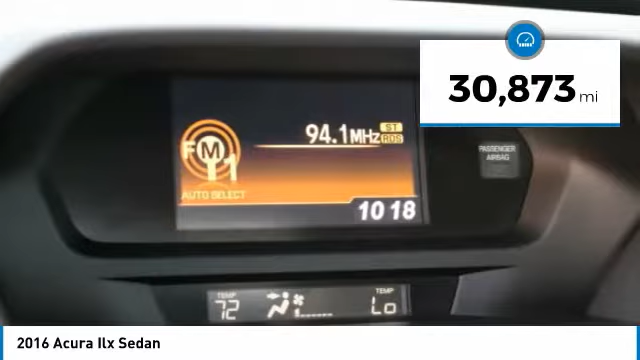 30,873 mi
94.1MHz ST
RDS
FM 1
AUTO SELECT
PASSENGER
AIRBAG
10 18
TEMP TEMP
72 Lo
2016 Acura Ilx Sedan